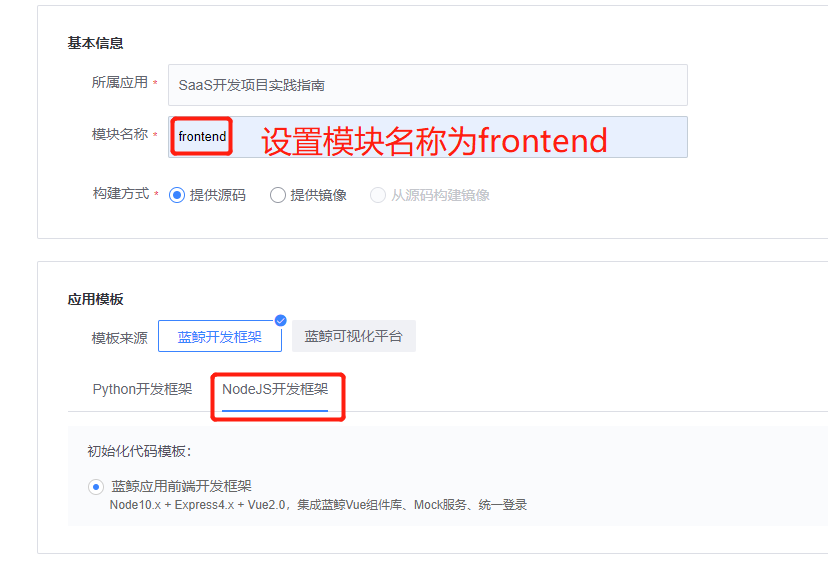 基本信息
所属应用 * SaaS开发项目实践指南
模块名称 * frontend 设置模块名称为frontend
构建方式 * 提供源码 提供镜像 从源码构建镜像
应用模板
模板来源 蓝鲸开发框架 蓝鲸可视化平台
Python开发框架 NodeJS开发框架
初始化代码模板：
蓝鲸应用前端开发框架
Node10.x + Express4.x + Vue2.0，集成蓝鲸Vue组件库、Mock服务、统一登录